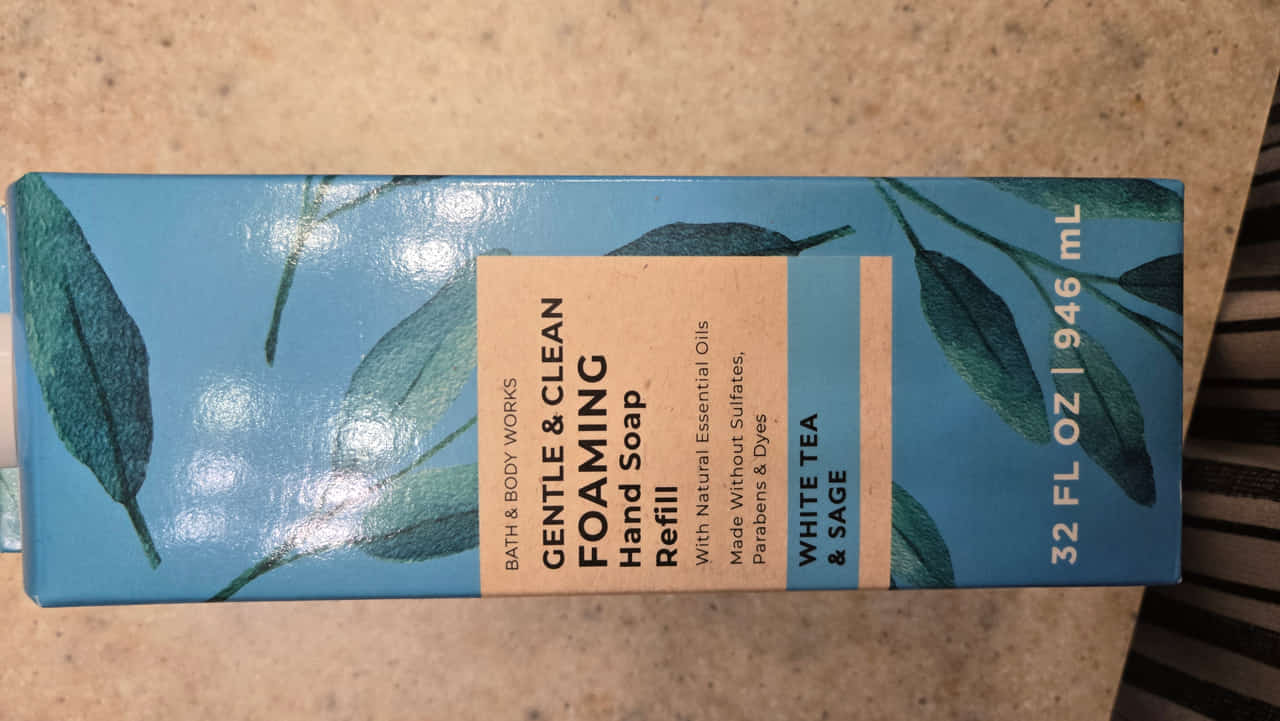 BATH & BODY WORKS
GENTLE & CLEAN
FOAMING
Hand Soap
Refill
With Natural Essential Oils
Made Without Sulfates,
Parabens & Dyes
WHITE TEA
& SAGE
32 FL OZ | 946 mL